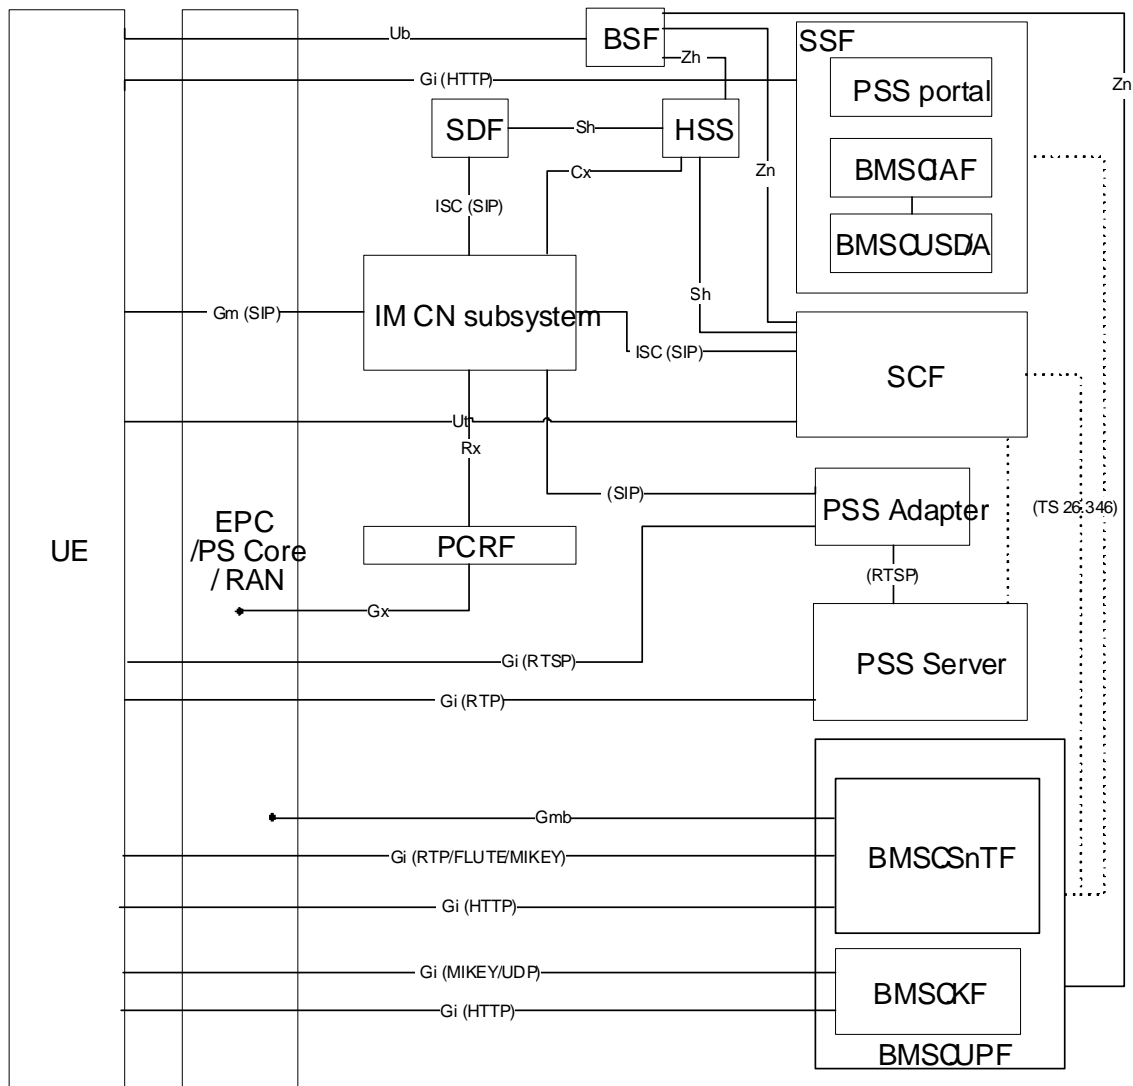 Ub
BSF
SSF
Zh
Gi (HTTP)
PSS portal
Zn
SDF
Sh
HSS
Cx
Zn
BMSC.IAF
ISC (SIP)
BMSC.USD/A
Sh
Gm (SIP)
IM CN subsystem
ISC (SIP)
SCF
Ut
Rx
(SIP)
PSS Adapter
(TS 26.346)
EPC
/PS Core
/ RAN
UE
PCRF
(RTSP)
Gx
Gi (RTSP)
PSS Server
Gi (RTP)
Gmb
Gi (RTP/FLUTE/MIKEY)
BMSC.SnTF
Gi (HTTP)
Gi (MIKEY/UDP)
BMSC.KF
Gi (HTTP)
BMSC.UPF